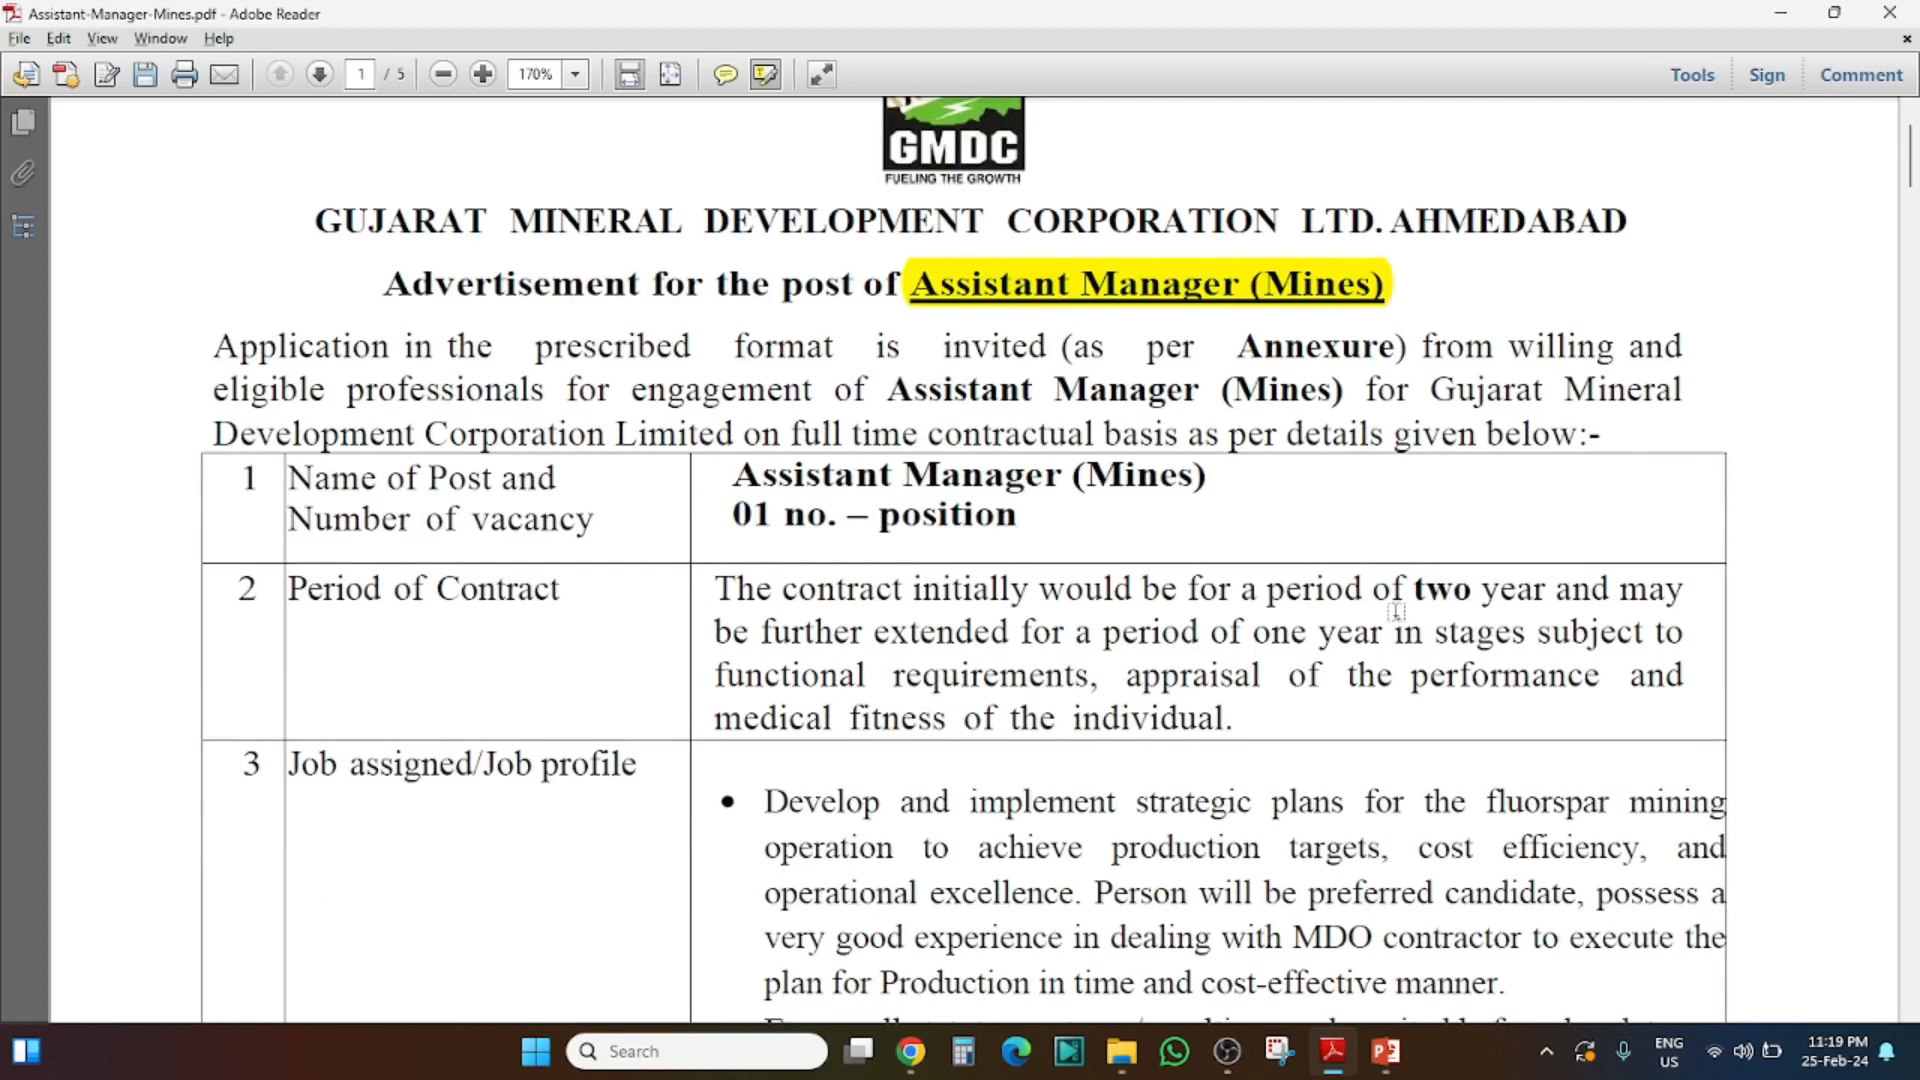 Assistant-Manager-Mines.pdf - Adobe Reader
File Edit View Window Help
1 / 5 170% Tools Sign Comment
GMDC
FUELING THE GROWTH
GUJARAT MINERAL DEVELOPMENT CORPORATION LTD. AHMEDABAD
Advertisement for the post of Assistant Manager (Mines)
Application in the prescribed format is invited (as per Annexure) from willing and
eligible professionals for engagement of Assistant Manager (Mines) for Gujarat Mineral
Development Corporation Limited on full time contractual basis as per details given below:-
1 Name of Post and
Number of vacancy
Assistant Manager (Mines)
01 no. – position
2 Period of Contract
The contract initially would be for a period of two year and may
be further extended for a period of one year in stages subject to
functional requirements, appraisal of the performance and
medical fitness of the individual.
3 Job assigned/Job profile
• Develop and implement strategic plans for the fluorspar mining
operation to achieve production targets, cost efficiency, and
operational excellence. Person will be preferred candidate, possess a
very good experience in dealing with MDO contractor to execute the
plan for Production in time and cost-effective manner.
Search
ENG
US
11:19 PM
25-Feb-24